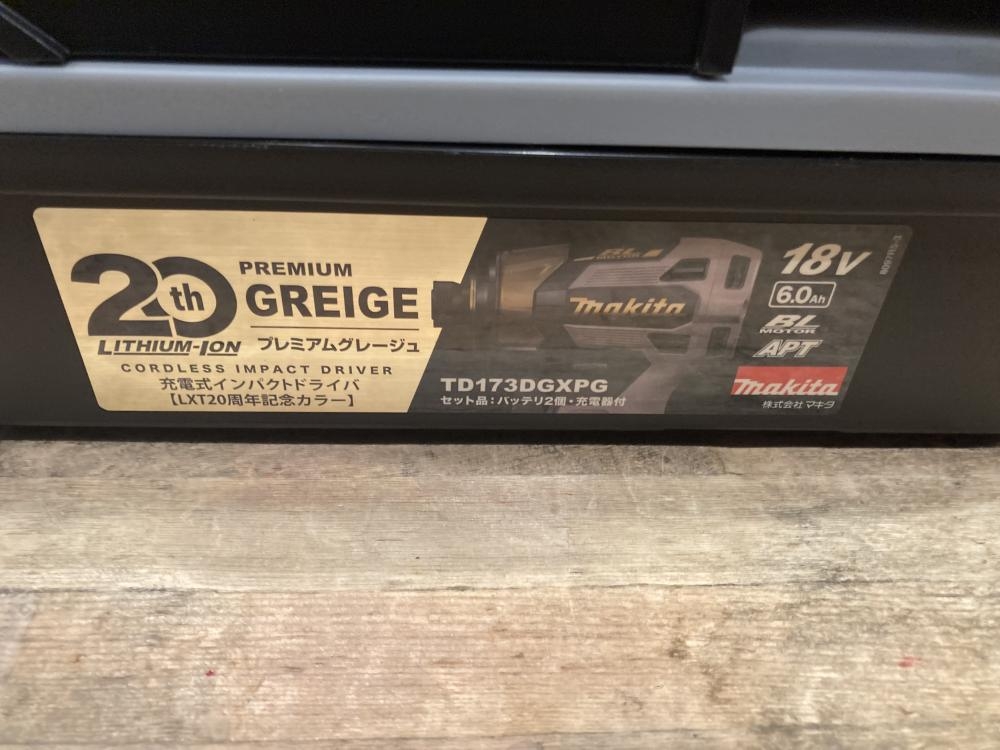 20th
LITHIUM-ION
PREMIUM
GREIGE
プレミアムグレージュ
CORDLESS IMPACT DRIVER
充電式インパクトドライバ
【LXT20周年記念カラー】
BL
MOTOR
makita
TD173DGXPG
セット品：バッテリ2個・充電器付
18V
6.0Ah
BL
MOTOR
APT
makita
株式会社マキタ